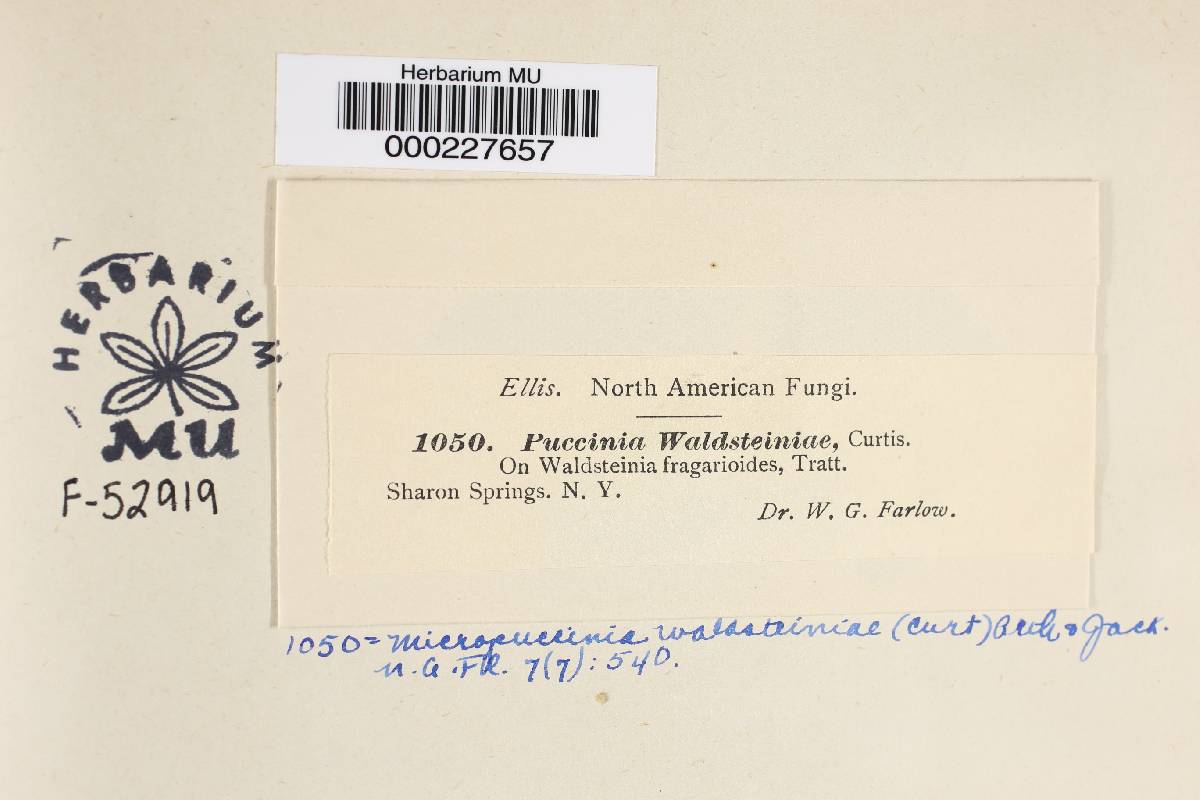 Herbarium MU
000227657
HERBARIUM
MU
F-52919
Ellis. North American Fungi.
1050. Puccinia Waldsteiniae, Curtis.
On Waldsteinia fragarioides, Tratt.
Sharon Springs. N. Y.
Dr. W. G. Farlow.
1050 = Micropuccinia waldsteiniae (Curt) Arth & Jack.
N. A. Fl. 7(7): 540.